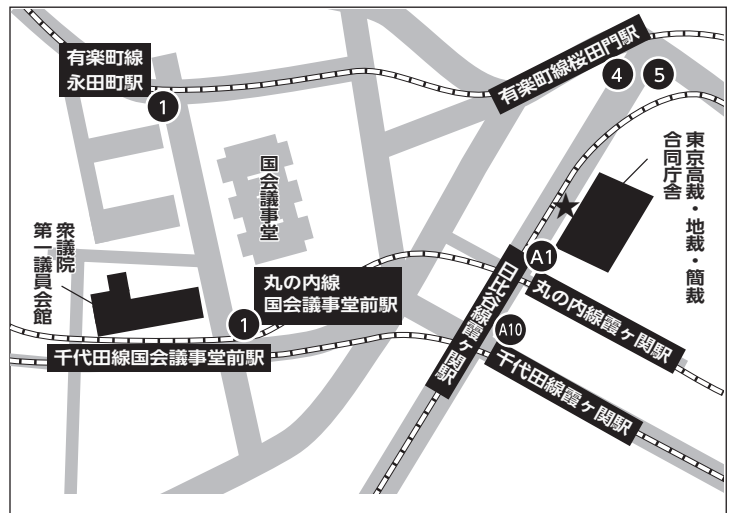 有楽町線
永田町駅
1
有楽町線桜田門駅
4
5
国会議事堂
東京高裁・地裁・簡裁
合同庁舎
衆議院
第一議員会館
丸の内線
国会議事堂前駅
1
千代田線国会議事堂前駅
A1
日比谷線霞ヶ関駅
丸の内線霞ヶ関駅
A10
千代田線霞ヶ関駅